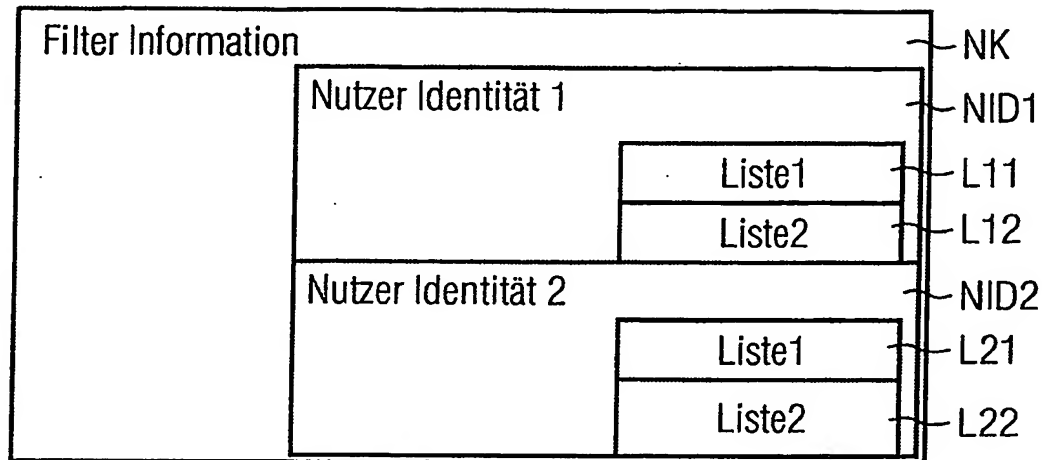 Filter Information NK
Nutzer Identität 1 NID1
Liste1 L11
Liste2 L12
Nutzer Identität 2 NID2
Liste1 L21
Liste2 L22